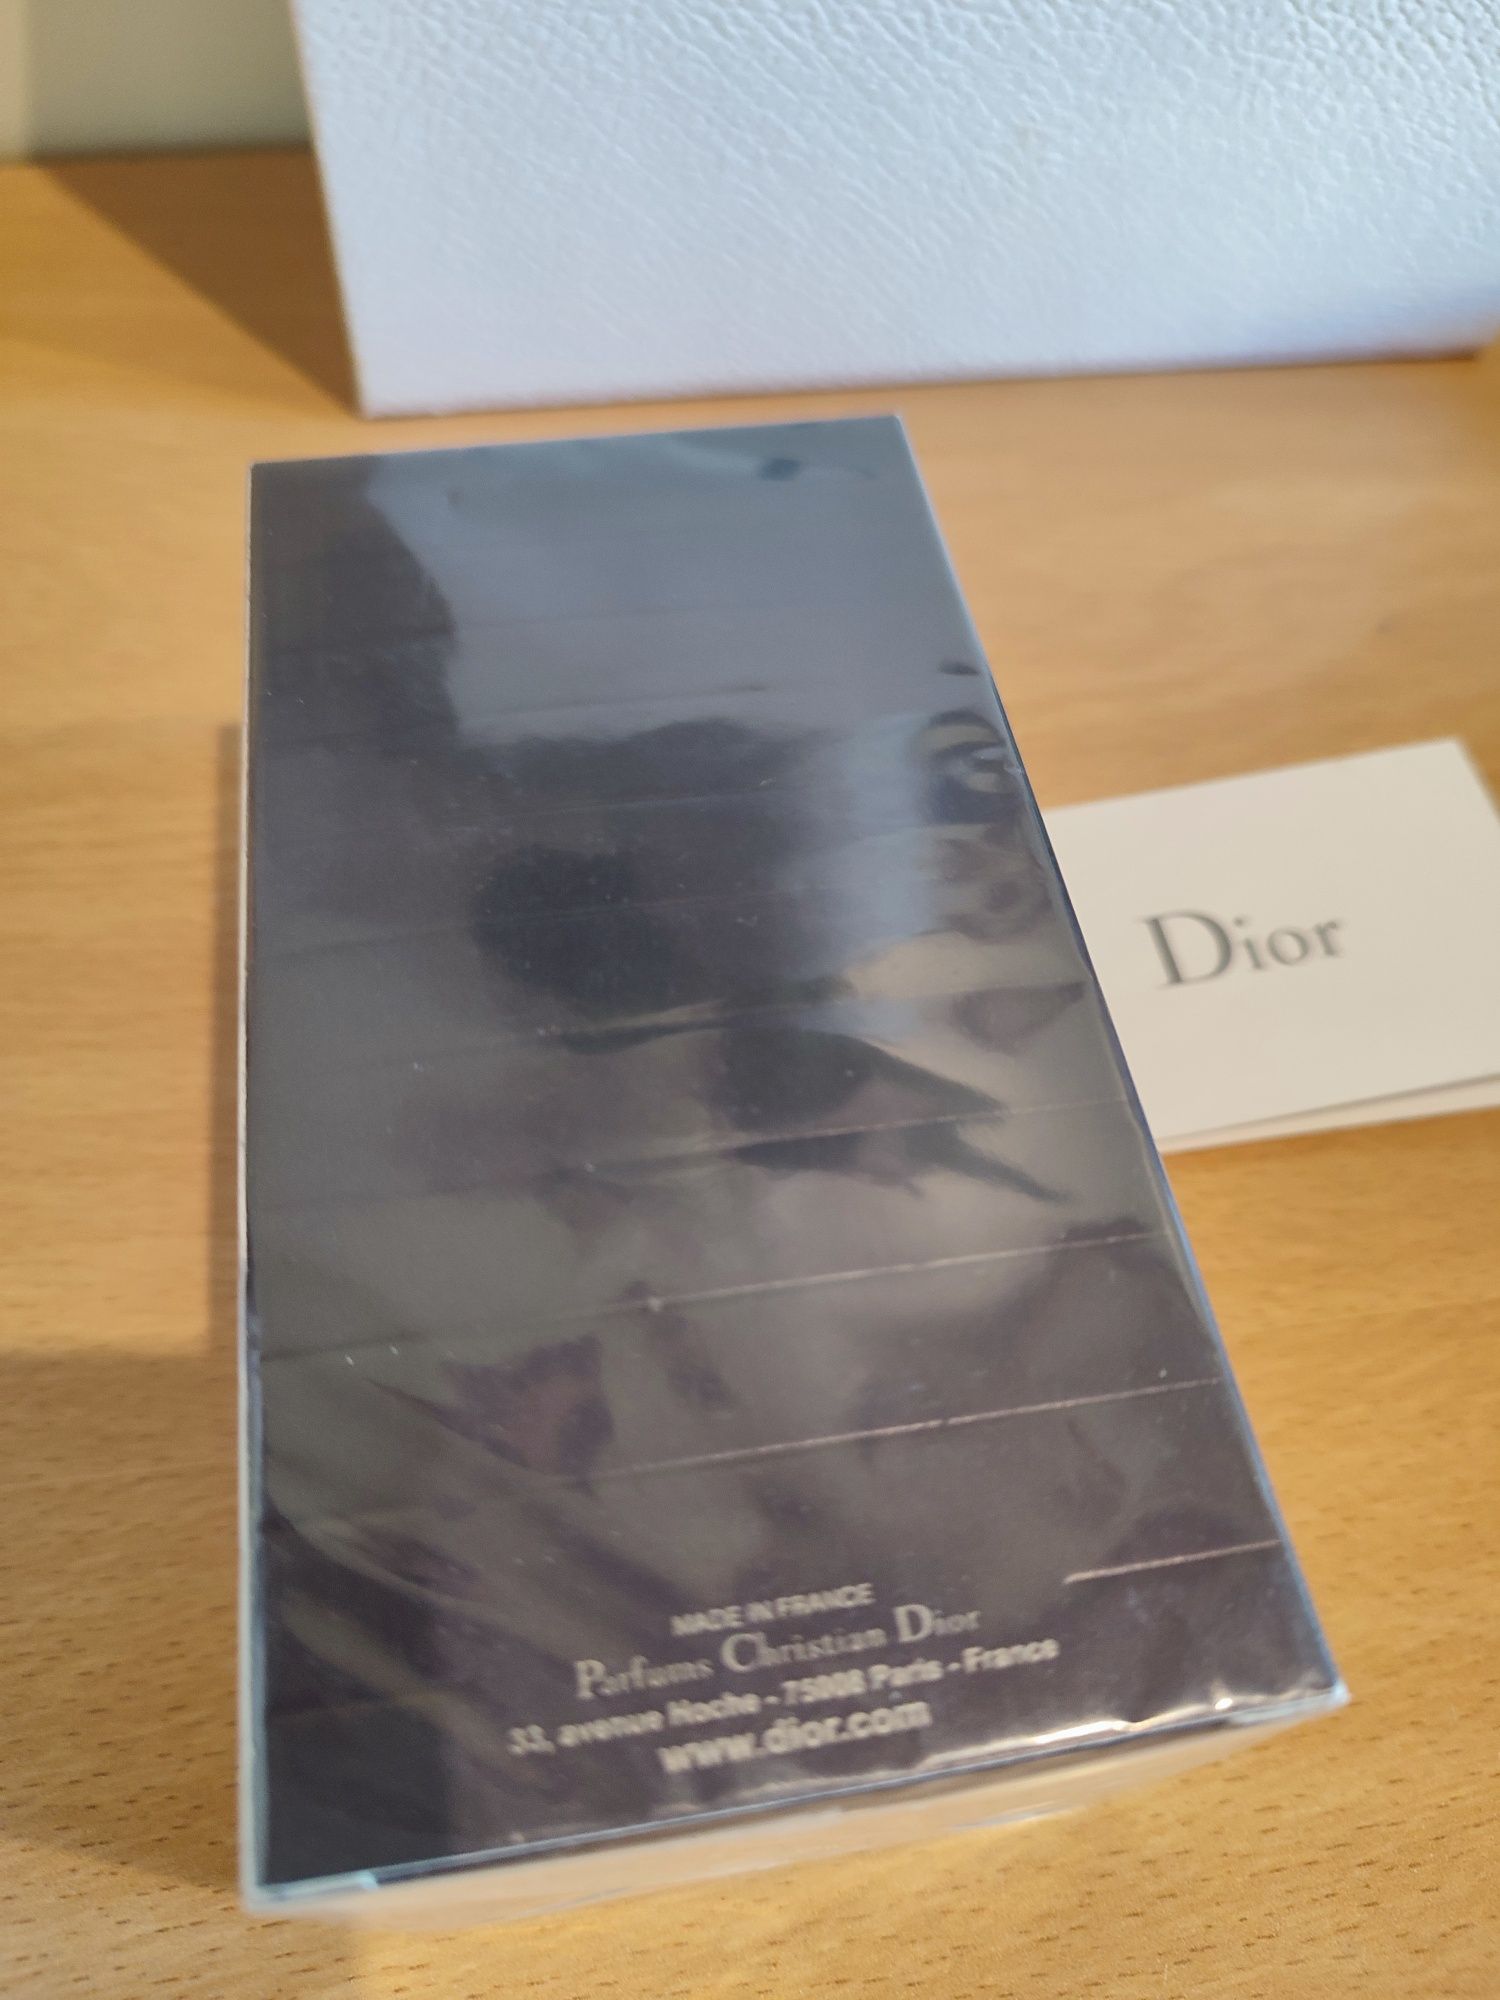 Dior
MADE IN FRANCE
Parfums Christian Dior
33, avenue Hoche - 75008 Paris - France
www.dior.com